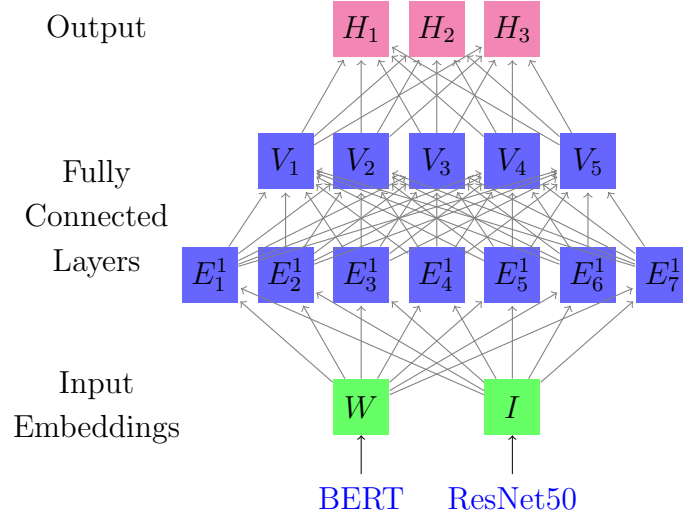 Output
H₁ H₂ H₃
V₁ V₂ V₃ V₄ V₅
Fully
Connected
Layers
E₁¹ E₂¹ E₃¹ E₄¹ E₅¹ E₆¹ E₇¹
Input
Embeddings
W I
BERT ResNet50